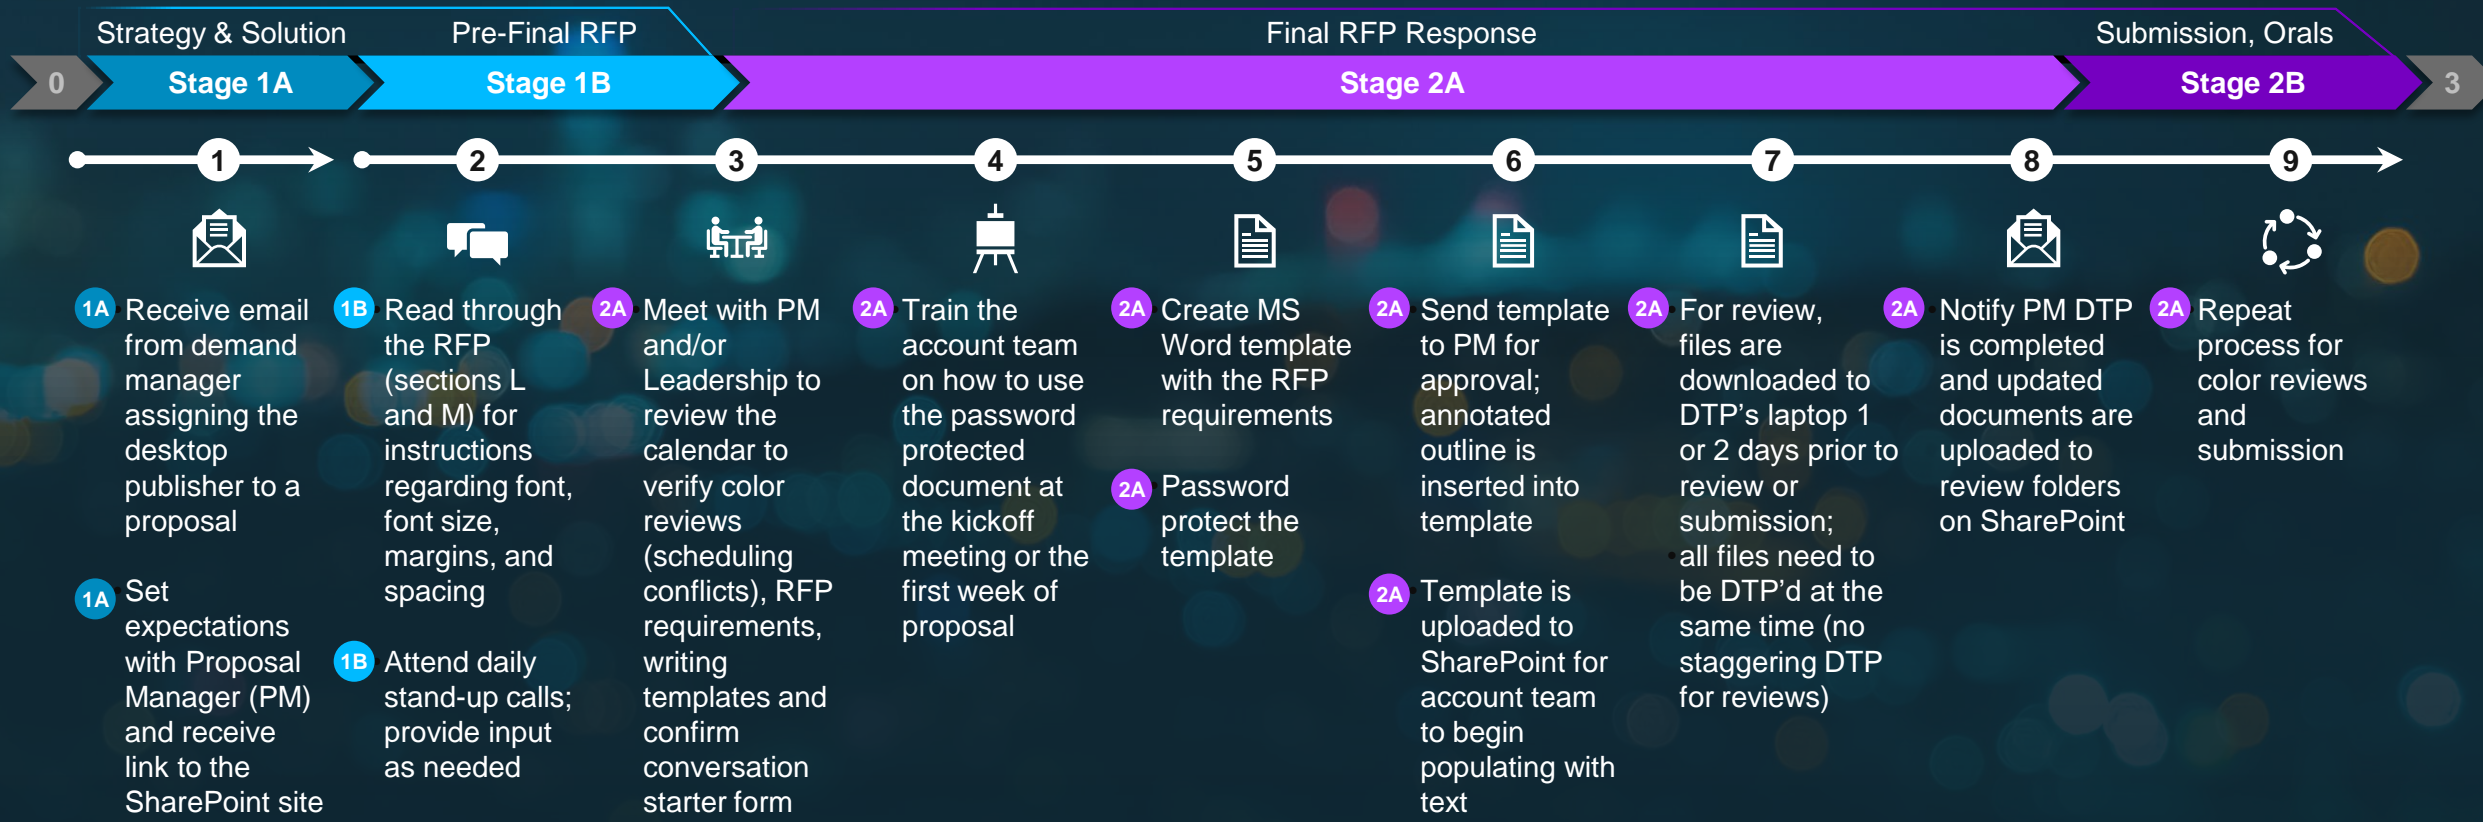 Strategy & Solution
Pre-Final RFP
Final RFP Response
Submission, Orals
0
Stage 1A
Stage 1B
Stage 2A
Stage 2B
3
1
2
3
4
5
6
7
8
9
1A
Receive email
from demand
manager
assigning the
desktop
publisher to a
proposal
1A
Set
expectations
with Proposal
Manager (PM)
and receive
link to the
SharePoint site
1B
Read through
the RFP
(sections L
and M) for
instructions
regarding font,
font size,
margins, and
spacing
1B
Attend daily
stand-up calls;
provide input
as needed
2A
Meet with PM
and/or
Leadership to
review the
calendar to
verify color
reviews
(scheduling
conflicts), RFP
requirements,
writing
templates and
confirm
conversation
starter form
2A
Train the
account team
on how to use
the password
protected
document at
the kickoff
meeting or the
first week of
proposal
2A
Create MS
Word template
with the RFP
requirements
2A
Password
protect the
template
2A
Send template
to PM for
approval;
annotated
outline is
inserted into
template
2A
Template is
uploaded to
SharePoint for
account team
to begin
populating with
text
2A
For review,
files are
downloaded to
DTP’s laptop 1
or 2 days prior to
review or
submission;
• all files need to
be DTP’d at the
same time (no
staggering DTP
for reviews)
2A
Notify PM DTP
is completed
and updated
documents are
uploaded to
review folders
on SharePoint
2A
Repeat
process for
color reviews
and
submission